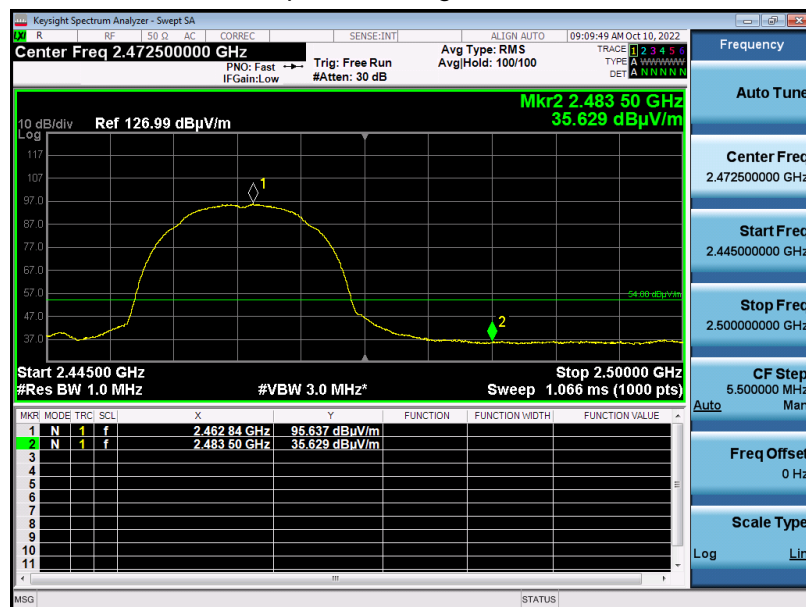 Keysight Spectrum Analyzer - Swept SA
LXI R RF 50 Ω AC CORREC SENSE:INT ALIGN AUTO 09:09:49 AM Oct 10, 2022
Center Freq 2.472500000 GHz
PNO: Fast
IFGain:Low
Trig: Free Run
#Atten: 30 dB
Avg Type: RMS
Avg|Hold: 100/100
TRACE 1 2 3 4 5 6
TYPE A WWWWW
DET A N N N N N
Mkr2 2.483 50 GHz
35.629 dBµV/m
10 dB/div Ref 126.99 dBµV/m
Log
117
107
97.0
87.0
77.0
67.0
57.0
47.0
37.0
1
54.00 dBµV/m
2
Start 2.44500 GHz Stop 2.50000 GHz
#Res BW 1.0 MHz #VBW 3.0 MHz* Sweep 1.066 ms (1000 pts)
MKR MODE TRC SCL X Y FUNCTION FUNCTION WIDTH FUNCTION VALUE
1 N 1 f 2.462 84 GHz 95.637 dBµV/m
2 N 1 f 2.483 50 GHz 35.629 dBµV/m
3
4
5
6
7
8
9
10
11
MSG STATUS
Frequency
Auto Tune
Center Freq
2.472500000 GHz
Start Freq
2.445000000 GHz
Stop Freq
2.500000000 GHz
CF Step
5.500000 MHz
Auto Man
Freq Offset
0 Hz
Scale Type
Log Lin